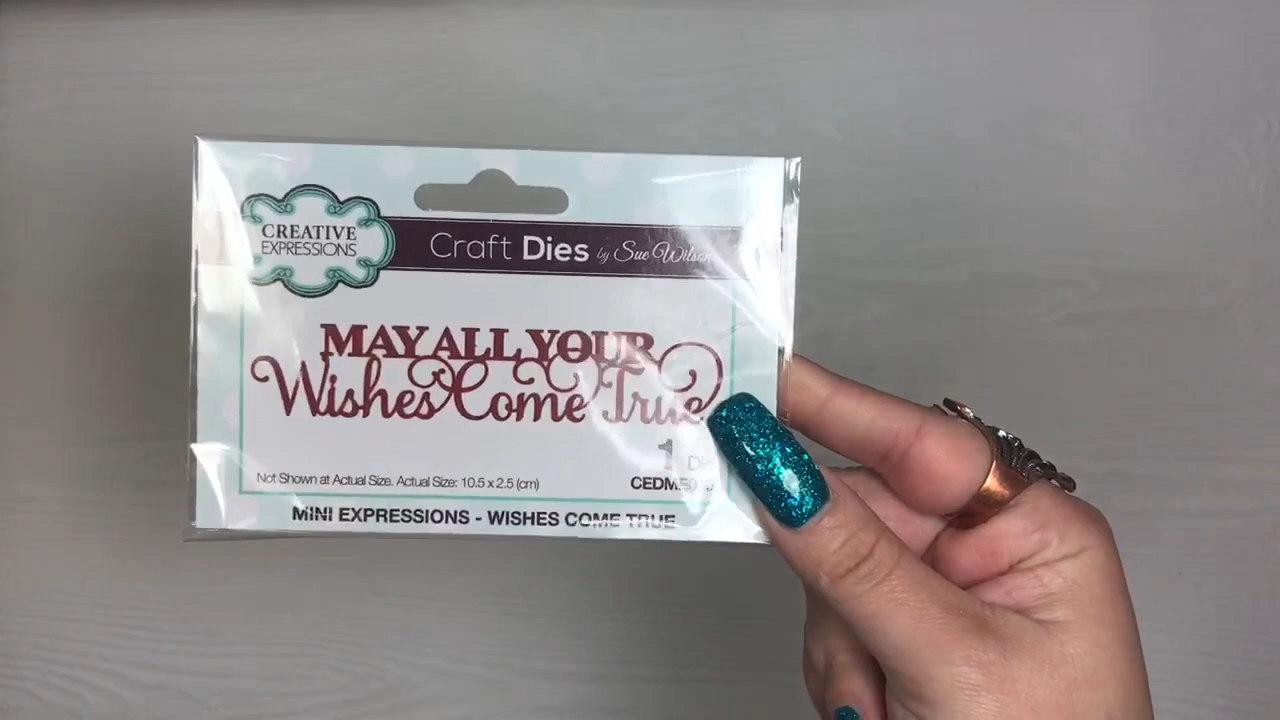 CREATIVE
EXPRESSIONS
Craft Dies by Sue Wilson
MAY ALL YOUR
Wishes Come True
1
Not Shown at Actual Size. Actual Size: 10.5 x 2.5 (cm)
MINI EXPRESSIONS - WISHES COME TRUE